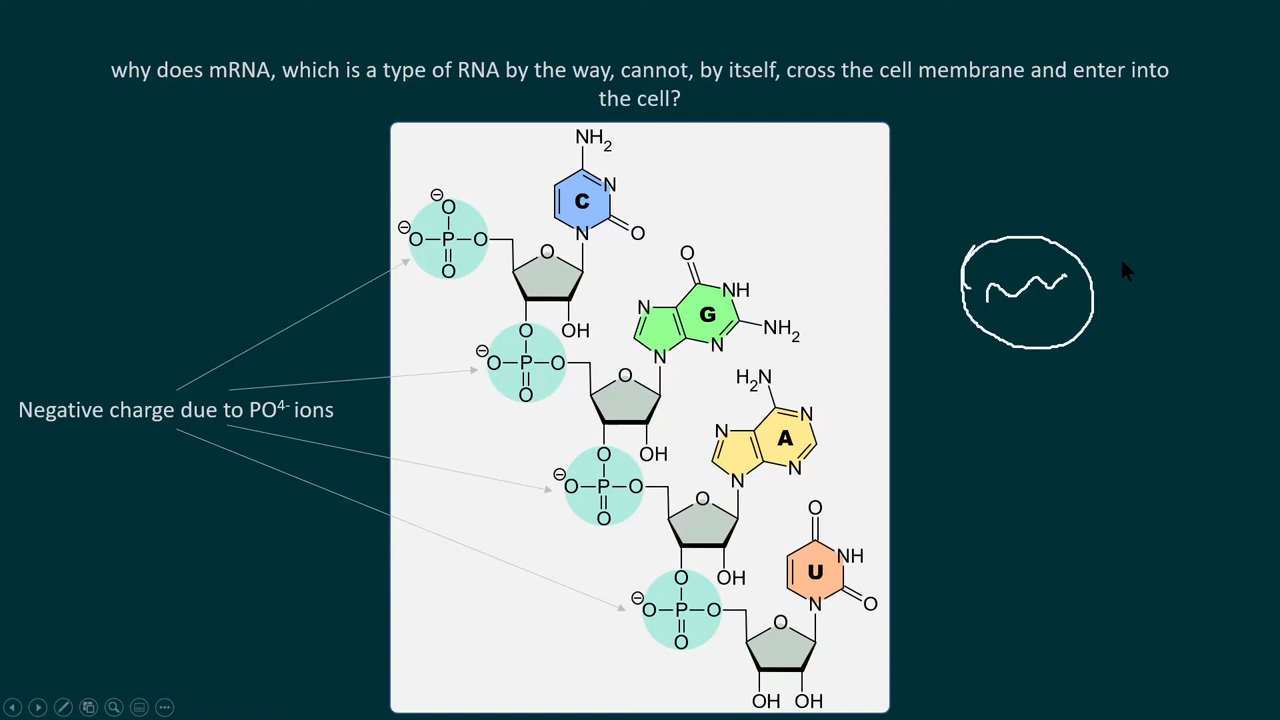 why does mRNA, which is a type of RNA by the way, cannot, by itself, cross the cell membrane and enter into
the cell?
NH2
N
C
N
O
⊖
O
⊖
O P O
O
O
OH
O
NH
N
G
N
NH2
N
O
⊖
O P O
O
O
OH
H2N
N
N
A
N
N
Negative charge due to PO4- ions
O
⊖
O P O
O
O
OH
O
NH
U
N
O
O
⊖
O P O
O
O
OH OH